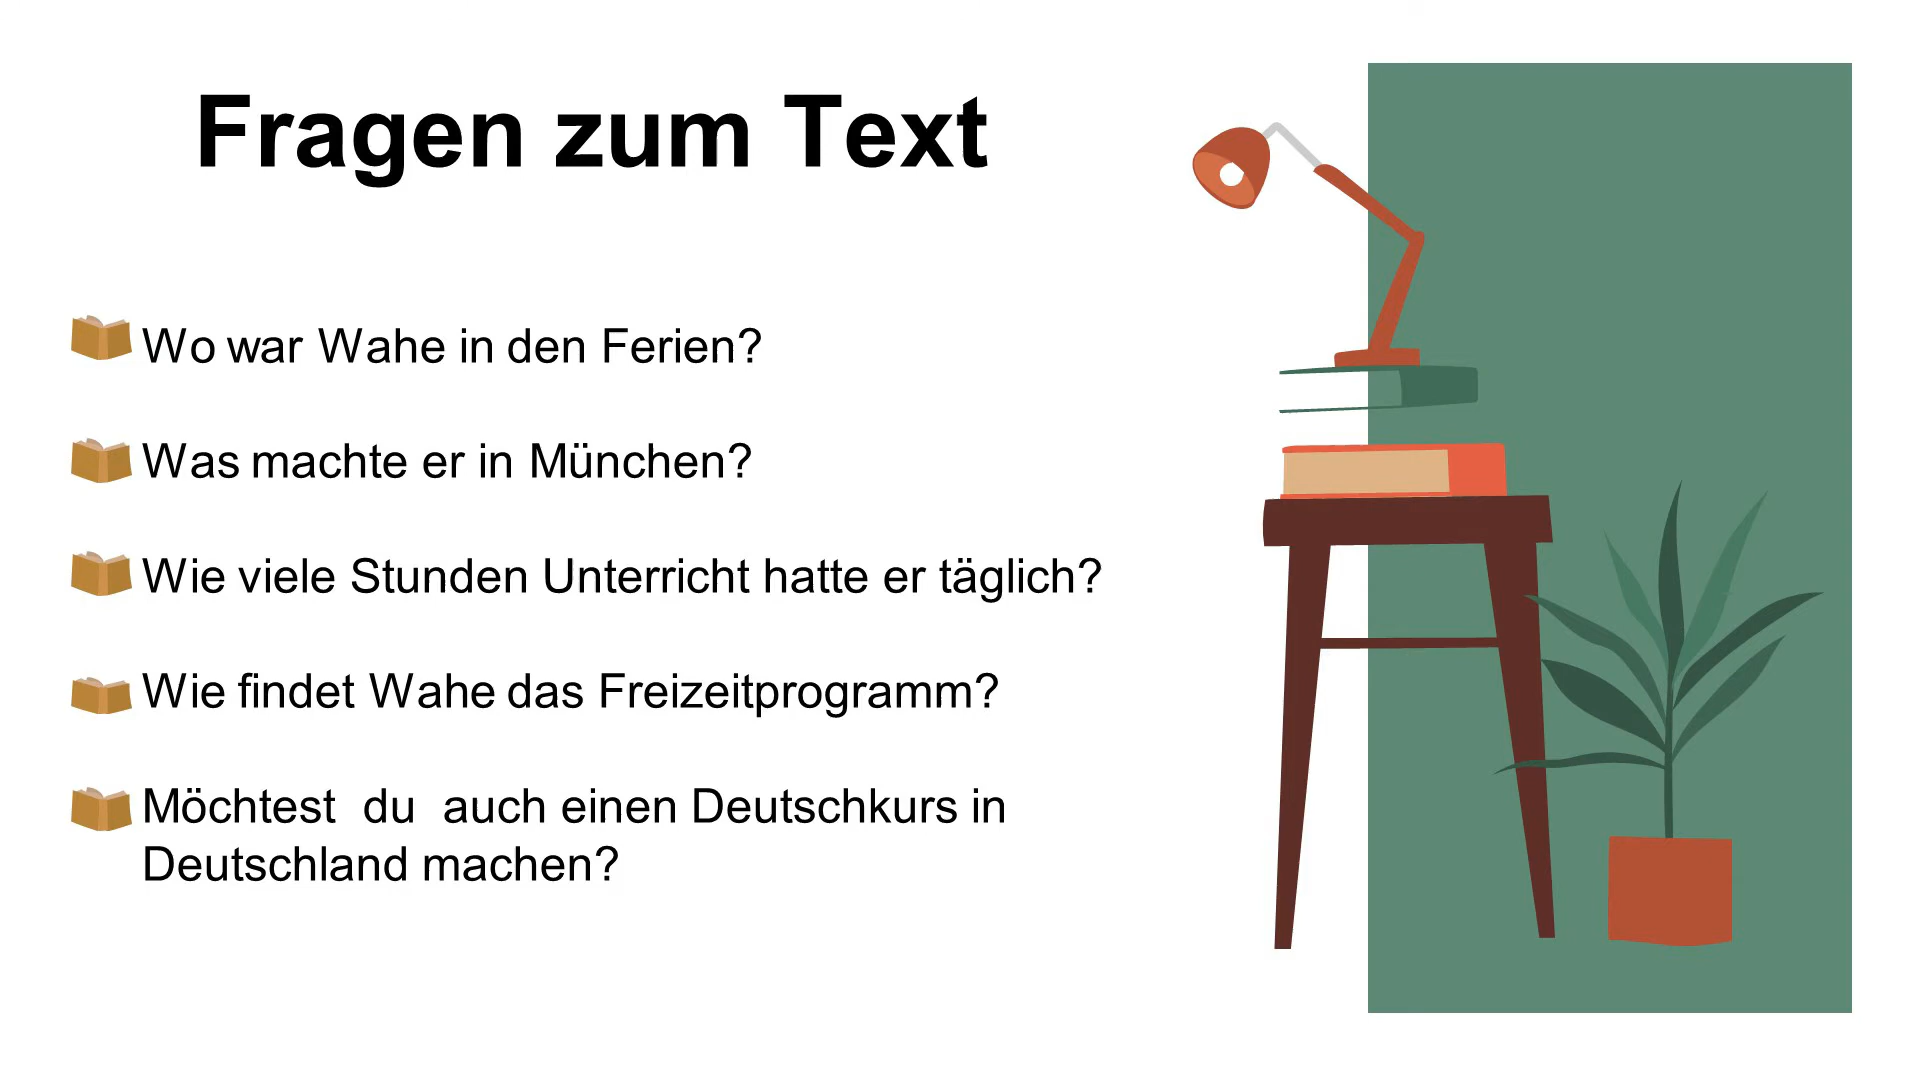 Fragen zum Text
Wo war Wahe in den Ferien?
Was machte er in München?
Wie viele Stunden Unterricht hatte er täglich?
Wie findet Wahe das Freizeitprogramm?
Möchtest du auch einen Deutschkurs in
Deutschland machen?